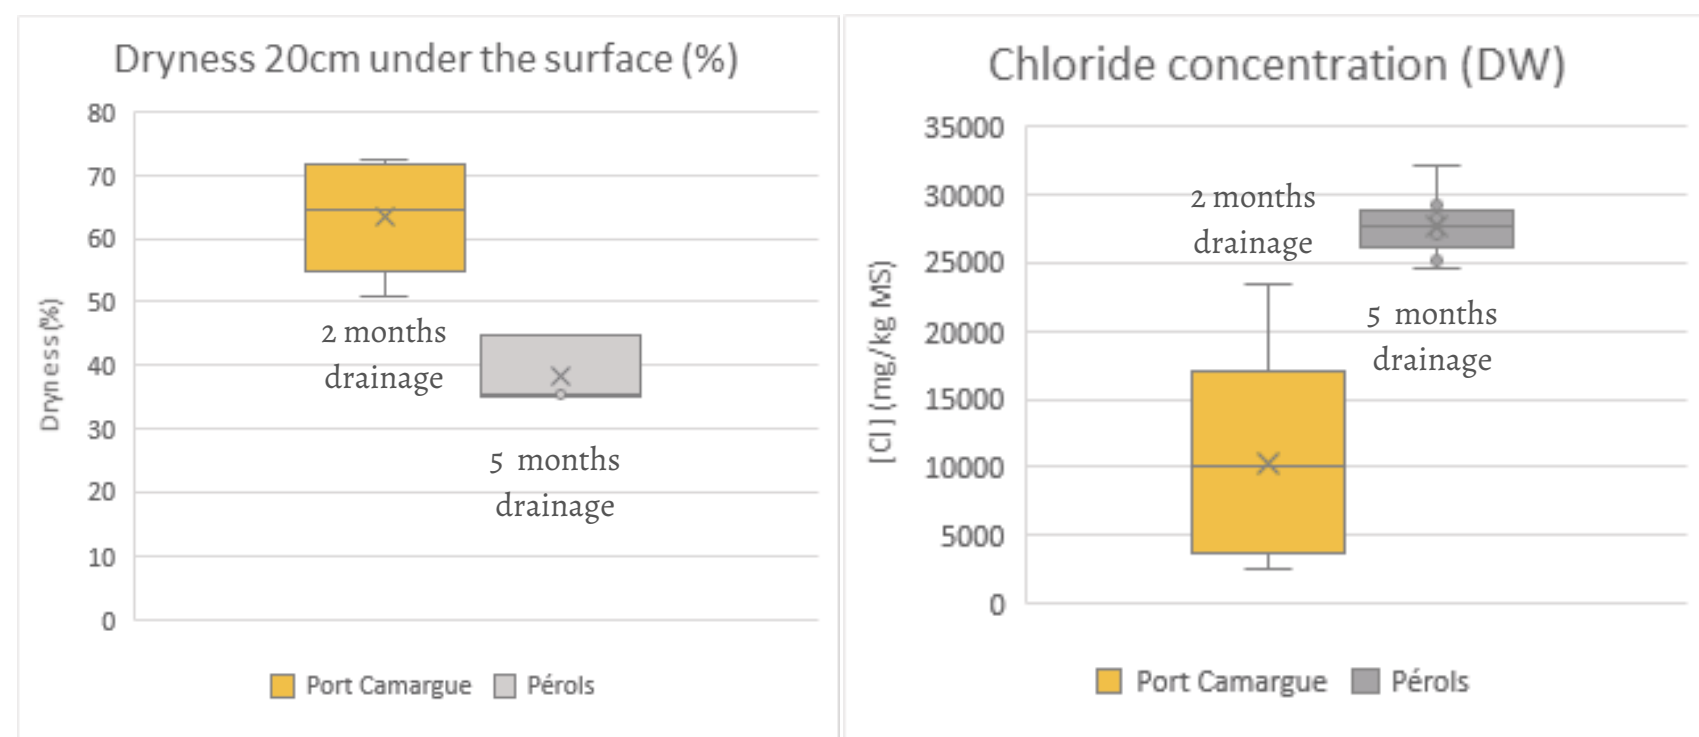 Dryness 20cm under the surface (%)
80
70
60
50
40
30
20
10
0
Dryness (%)
2 months
drainage
5 months
drainage
Port Camargue
Pérols
Chloride concentration (DW)
35000
30000
25000
20000
15000
10000
5000
0
[Cl] (mg/kg MS)
2 months
drainage
5 months
drainage
Port Camargue
Pérols